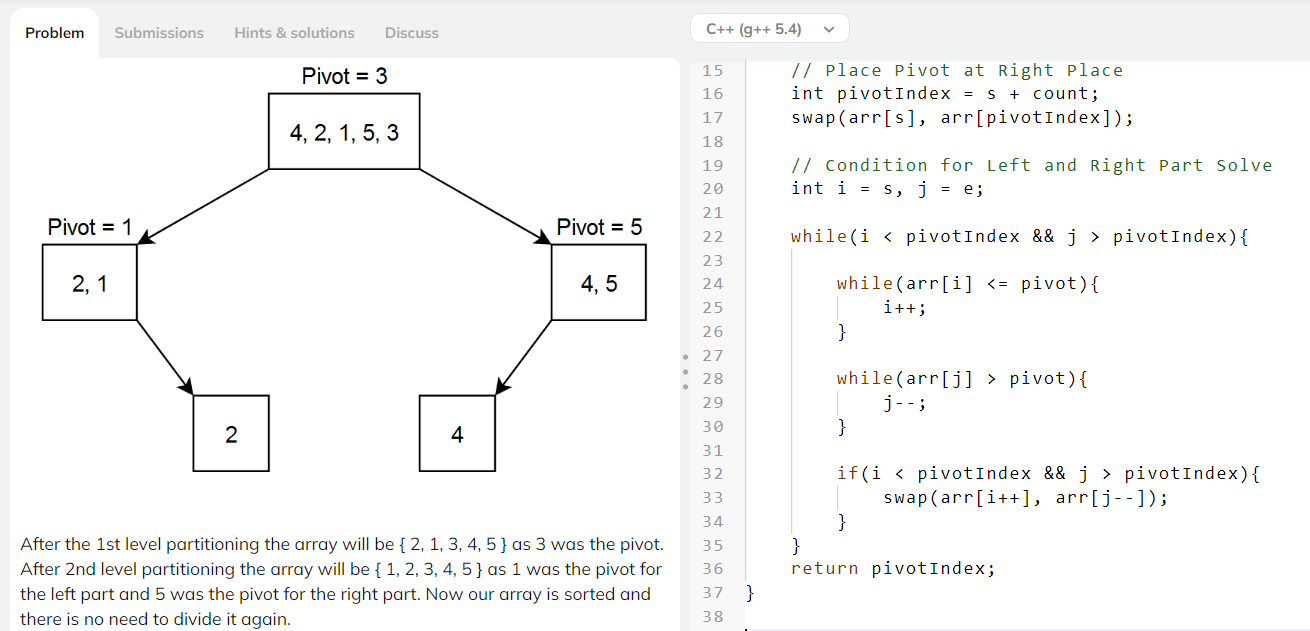 Problem Submissions Hints & solutions Discuss
Pivot = 3
4, 2, 1, 5, 3
Pivot = 1
2, 1
Pivot = 5
4, 5
2
4
After the 1st level partitioning the array will be { 2, 1, 3, 4, 5 } as 3 was the pivot.
After 2nd level partitioning the array will be { 1, 2, 3, 4, 5 } as 1 was the pivot for
the left part and 5 was the pivot for the right part. Now our array is sorted and
there is no need to divide it again.
C++ (g++ 5.4)
15 // Place Pivot at Right Place
16 int pivotIndex = s + count;
17 swap(arr[s], arr[pivotIndex]);
18
19 // Condition for Left and Right Part Solve
20 int i = s, j = e;
21
22 while(i < pivotIndex && j > pivotIndex){
23
24 while(arr[i] <= pivot){
25 i++;
26 }
27
28 while(arr[j] > pivot){
29 j--;
30 }
31
32 if(i < pivotIndex && j > pivotIndex){
33 swap(arr[i++], arr[j--]);
34 }
35 }
36 return pivotIndex;
37 }
38